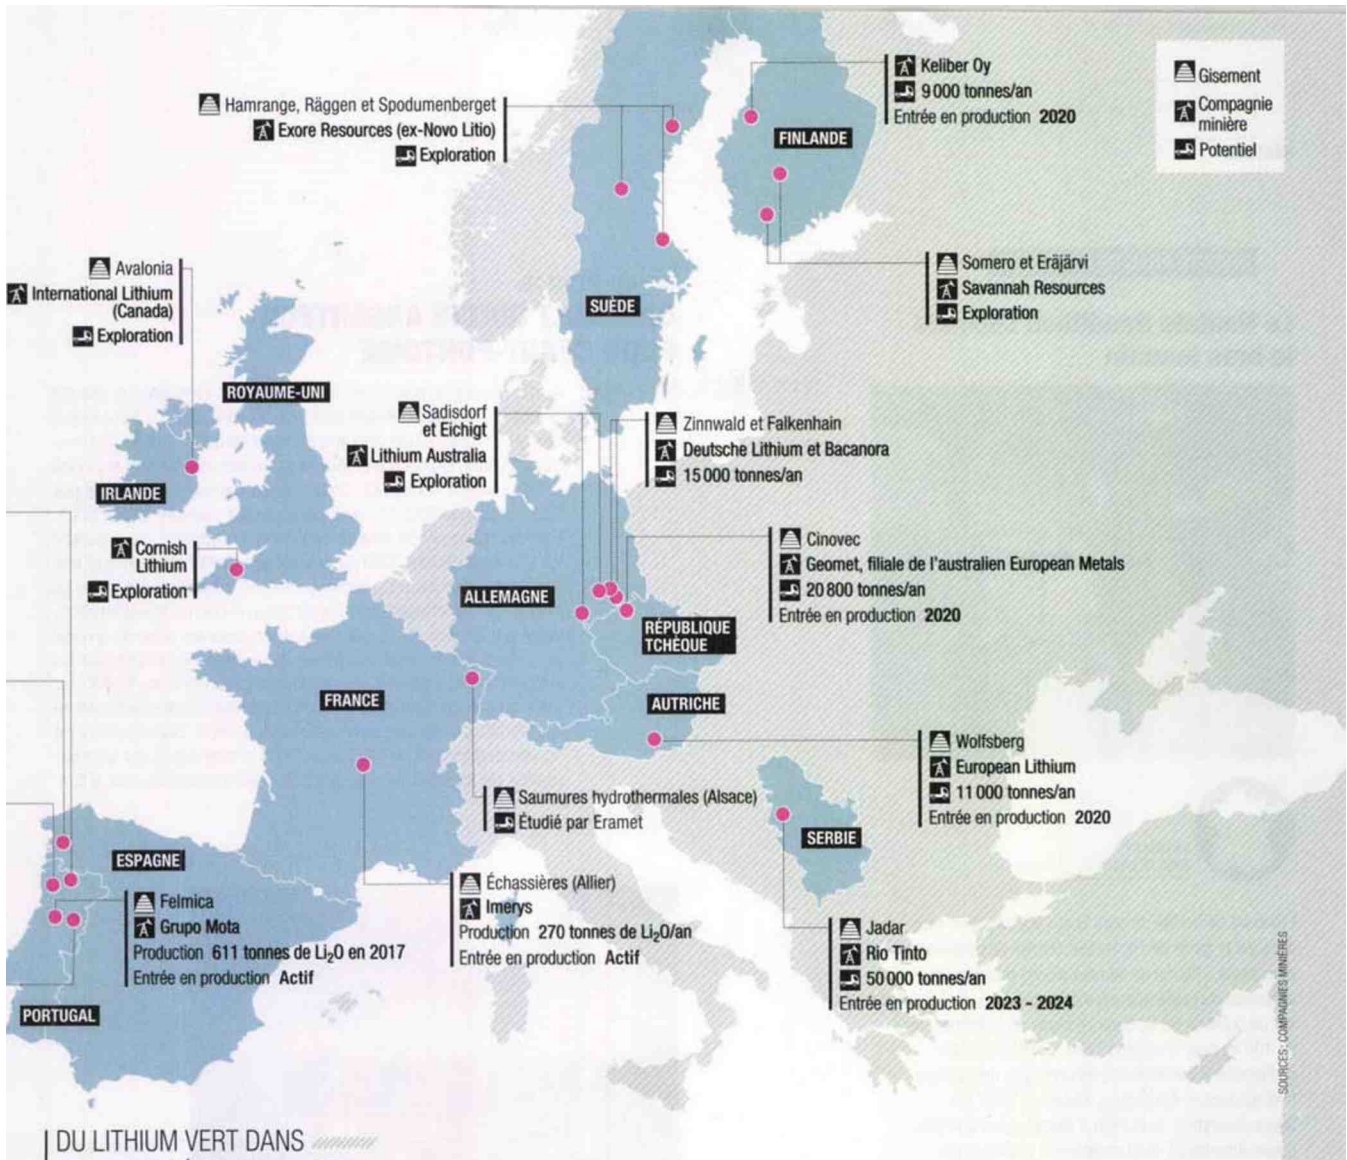 Gisement
Compagnie
minière
Potentiel
Keliber Oy
9 000 tonnes/an
Entrée en production 2020
Hamrange, Räggen et Spodumenberget
Exore Resources (ex-Novo Litio)
Exploration
FINLANDE
Somero et Eräjärvi
Savannah Resources
Exploration
Avalonia
International Lithium
(Canada)
Exploration
SUÈDE
ROYAUME-UNI
Sadisdorf
et Eichigt
Lithium Australia
Exploration
Zinnwald et Falkenhain
Deutsche Lithium et Bacanora
15 000 tonnes/an
IRLANDE
Cornish
Lithium
Exploration
Cinovec
Geomet, filiale de l'australien European Metals
20 800 tonnes/an
Entrée en production 2020
ALLEMAGNE
RÉPUBLIQUE
TCHÈQUE
FRANCE
AUTRICHE
Wolfsberg
European Lithium
11 000 tonnes/an
Entrée en production 2020
Saumures hydrothermales (Alsace)
Étudié par Eramet
SERBIE
ESPAGNE
Felmica
Grupo Mota
Production 611 tonnes de Li₂O en 2017
Entrée en production Actif
Échassières (Allier)
Imerys
Production 270 tonnes de Li₂O/an
Entrée en production Actif
Jadar
Rio Tinto
50 000 tonnes/an
Entrée en production 2023 - 2024
PORTUGAL
SOURCES : COMPAGNIES MINIÈRES
DU LITHIUM VERT DANS